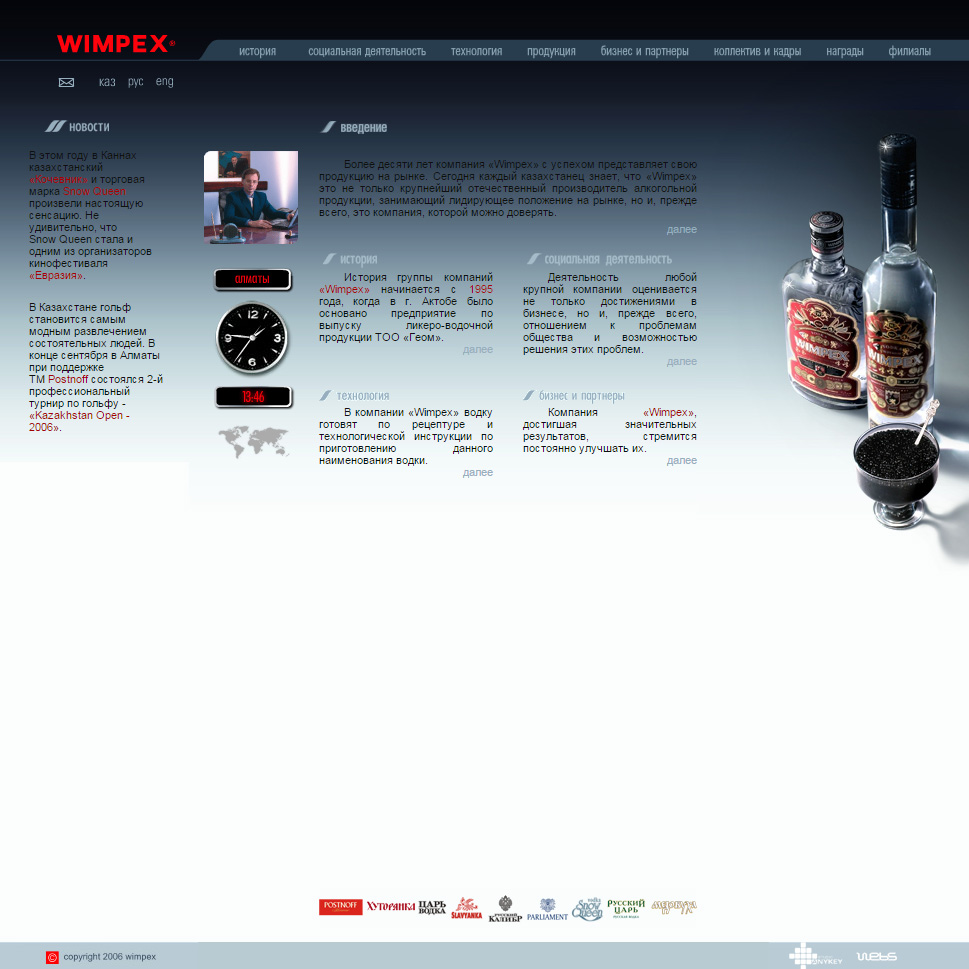 WIMPEX®
история социальная деятельность технология продукция бизнес и партнеры коллектив и кадры награды филиалы
каз рус eng
новости
В этом году в Каннах
казахстанский
«Кочевник» и торговая
марка Snow Queen
произвели настоящую
сенсацию. Не
удивительно, что
Snow Queen стала и
одним из организаторов
кинофестиваля
«Евразия».
В Казахстане гольф
становится самым
модным развлечением
состоятельных людей. В
конце сентября в Алматы
при поддержке
ТМ Postnoff состоялся 2-й
профессиональный
турнир по гольфу -
«Kazakhstan Open -
2006».
алматы
12
3
6
9
13:46
введение
Более десяти лет компания «Wimpex» с успехом представляет свою
продукцию на рынке. Сегодня каждый казахстанец знает, что «Wimpex»
это не только крупнейший отечественный производитель алкогольной
продукции, занимающий лидирующее положение на рынке, но и, прежде
всего, это компания, которой можно доверять.
далее
история
История группы компаний
«Wimpex» начинается с 1995
года, когда в г. Актобе было
основано предприятие по
выпуску ликеро-водочной
продукции ТОО «Геом».
далее
социальная деятельность
Деятельность любой
крупной компании оценивается
не только достижениями в
бизнесе, но и, прежде всего,
отношением к проблемам
общества и возможностью
решения этих проблем.
далее
технология
В компании «Wimpex» водку
готовят по рецептуре и
технологической инструкции по
приготовлению данного
наименования водки.
далее
бизнес и партнеры
Компания «Wimpex»,
достигшая значительных
результатов, стремится
постоянно улучшать их.
далее
WIMPEX
WIMPEX
POSTNOFF
Хуторянка
ЦАРЬ
ВОДКА
SLAVYANKA
РУССКИЙ
КАЛИБР
PARLIAMENT
vodka
Snow
Queen
РУССКИЙ
ЦАРЬ
© copyright 2006 wimpex